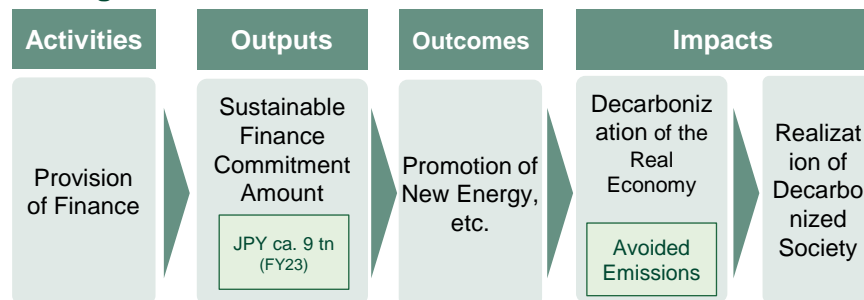 Activities
Outputs
Outcomes
Impacts
Provision
of Finance
Sustainable
Finance
Commitment
Amount
JPY ca. 9 tn
(FY23)
Promotion of
New Energy,
etc.
Decarboniz
ation of the
Real
Economy
Avoided
Emissions
Realizat
ion of
Decarbo
nized
Society